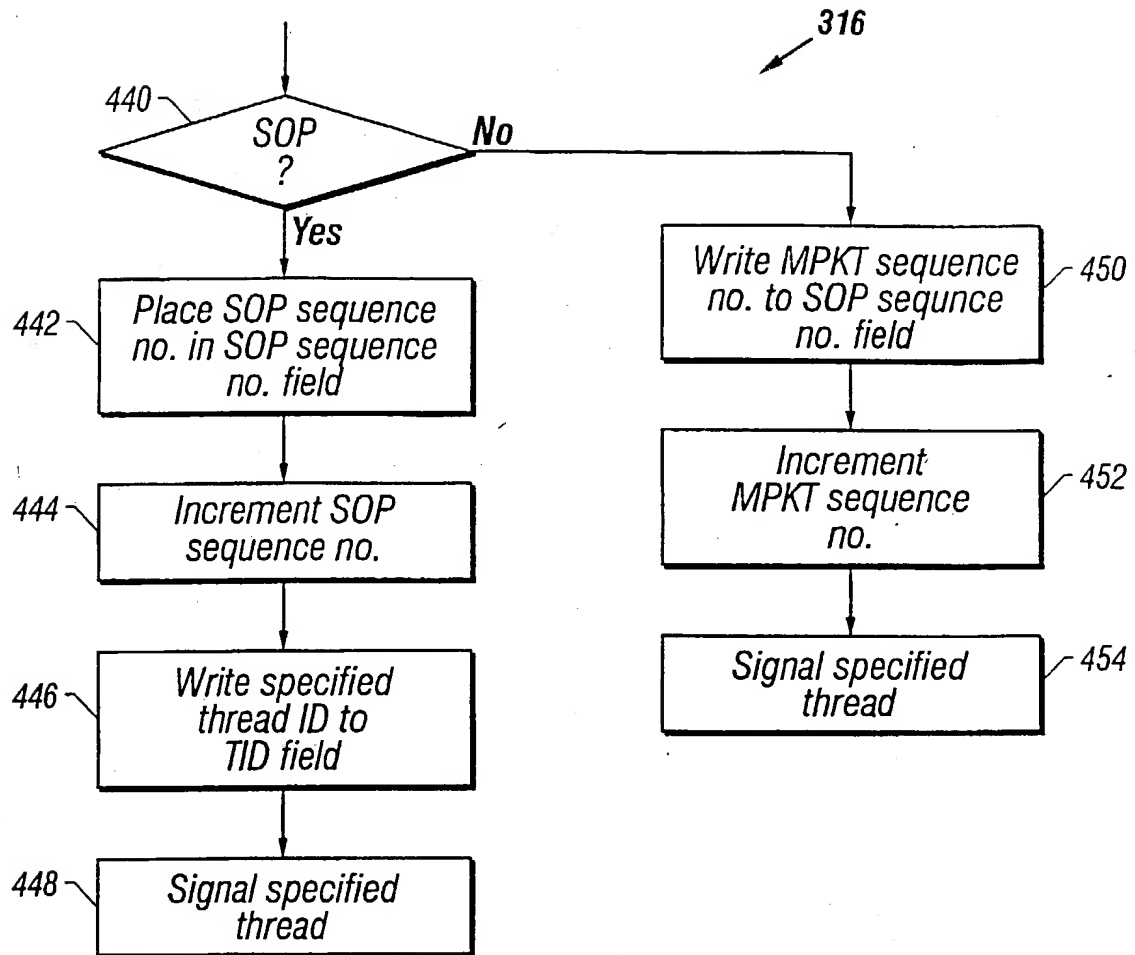 316
440
SOP
?
No
Yes
442
Place SOP sequence
no. in SOP sequence
no. field
444
Increment SOP
sequence no.
446
Write specified
thread ID to
TID field
448
Signal specified
thread
Write MPKT sequence
no. to SOP sequnce
no. field
450
Increment
MPKT sequence
no.
452
Signal specified
thread
454